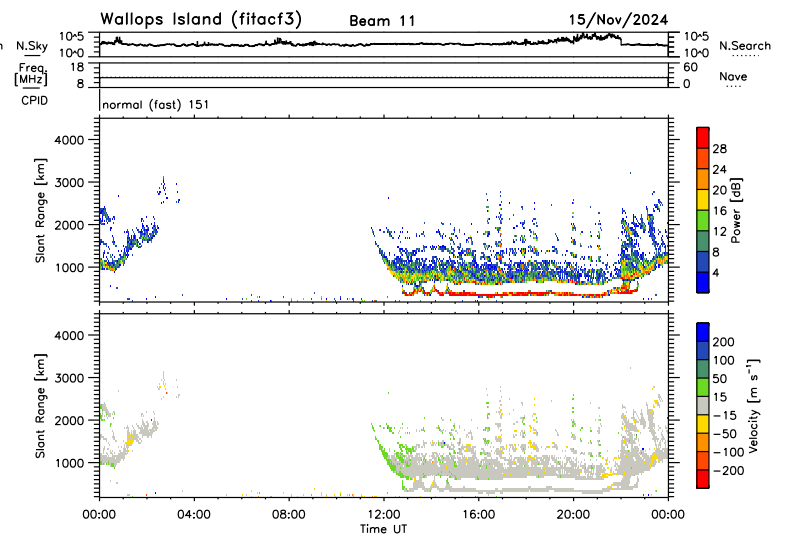 Wallops Island (fitacf3) Beam 11 15/Nov/2024
n N.Sky 10^5 10^0 10^5 10^0 N.Search
Freq. [MHz] 18 8 60 0 Nave
CPID normal (fast) 151
Slant Range [km]
4000
3000
2000
1000
28
24
20
16
12
8
4
Power [dB]
Slant Range [km]
4000
3000
2000
1000
200
100
50
15
-15
-50
-100
-200
Velocity [m s⁻¹]
00:00 04:00 08:00 12:00 16:00 20:00 00:00
Time UT